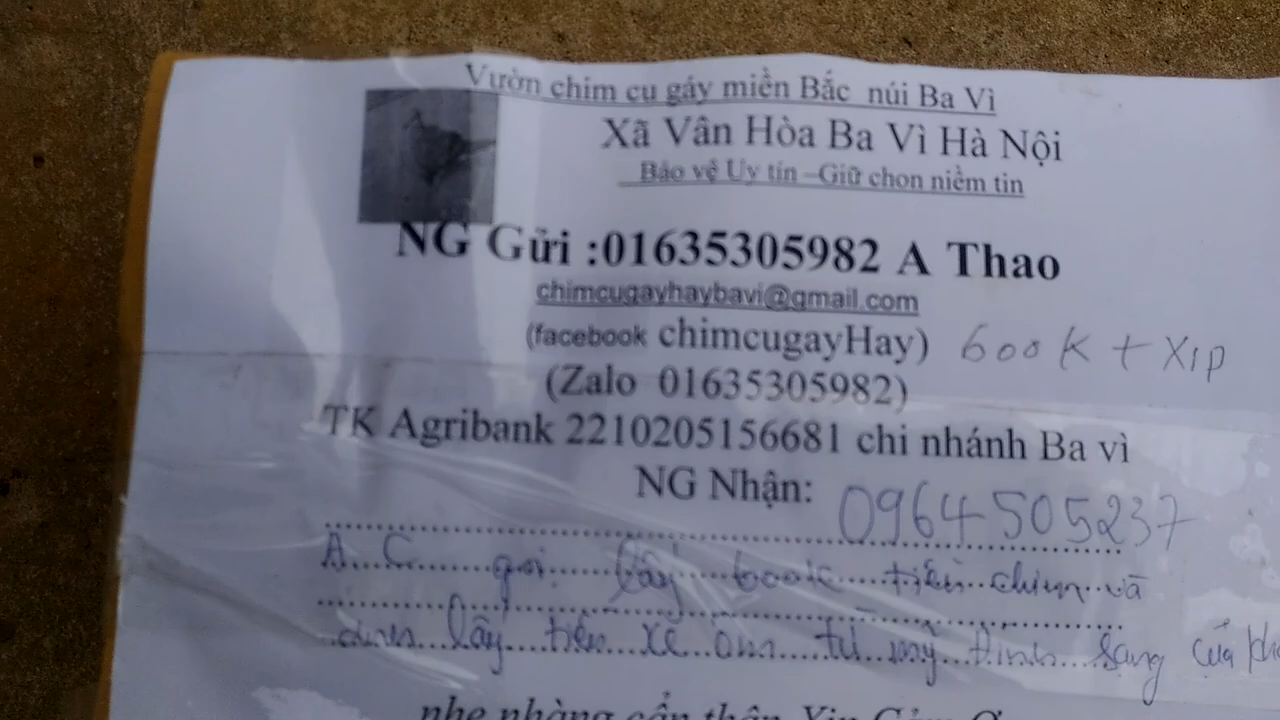 Vườn chim cu gáy miền Bắc núi Ba Vì
Xã Vân Hòa Ba Vì Hà Nội
Bảo vệ Uy tín –Giữ chọn niềm tin
NG Gửi :01635305982 A Thao
chimcugayhaybavi@gmail.com
(facebook chimcugayHay) 600K + XIP
(Zalo 01635305982)
TK Agribank 2210205156681 chi nhánh Ba vì
NG Nhận: 0964505237
A. C gọi lấy 600k tiền chim và
lấy tiền xe ôm từ mỹ Đình sang của
nhẹ nhàng cẩn thận Xin Cảm Ơ